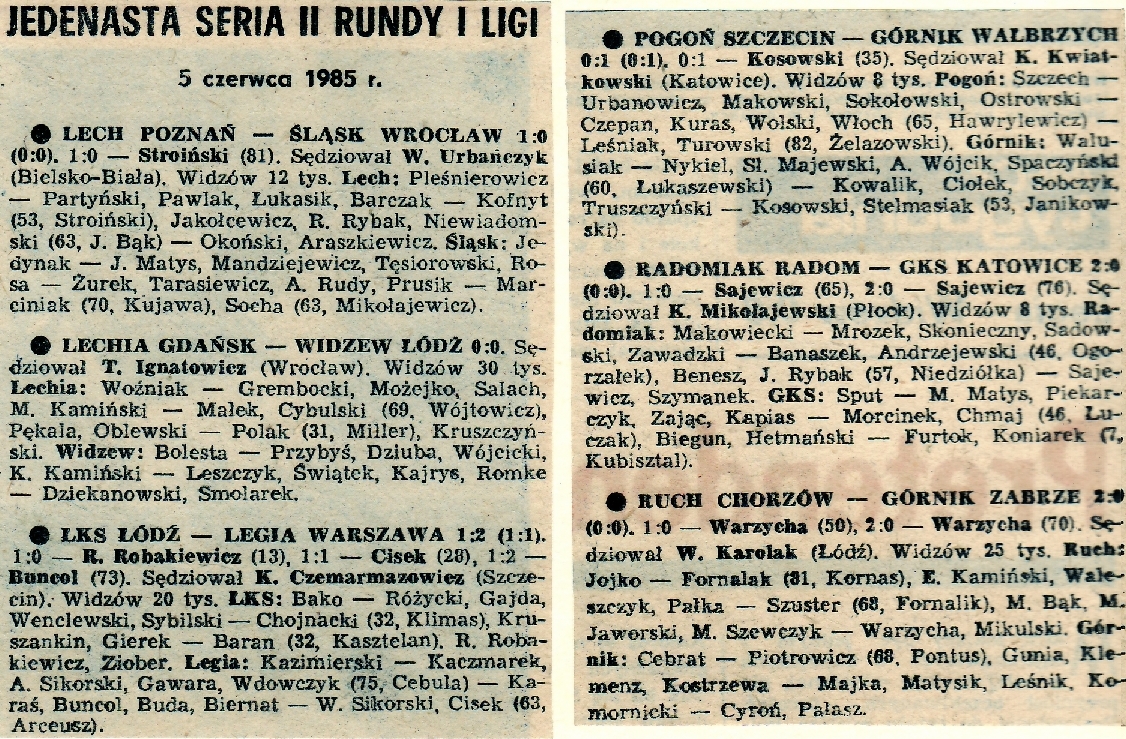 JEDENASTA SERIA II RUNDY I LIGI
5 czerwca 1985 r.
● LECH POZNAŃ — ŚLĄSK WROCŁAW 1:0
(0:0). 1:0 — Stroiński (81). Sędziował W. Urbańczyk
(Bielsko-Biała). Widzów 12 tys. Lech: Pleśnierowicz
— Partyński, Pawlak, Łukasik, Barczak — Kofnyt
(53, Stroiński), Jakołcewicz, R. Rybak, Niewiadom-
ski (63, J. Bąk) — Okoński, Araszkiewicz. Śląsk: Je-
dynak — J. Matys, Mandziejewicz, Tęsiorowski, Ro-
sa — Żurek, Tarasiewicz, A. Rudy, Prusik — Mar-
ciniak (70, Kujawa), Socha (63, Mikołajewicz).
● LECHIA GDAŃSK — WIDZEW ŁÓDŹ 0:0. Sę-
dziował T. Ignatowicz (Wrocław). Widzów 30 tys.
Lechia: Woźniak — Grembocki, Możejko, Salach,
M. Kamiński — Małek, Cybulski (69, Wójtowicz),
Pękala, Oblewski — Polak (31, Miller), Kruszczyń-
ski. Widzew: Bolesta — Przybyś, Dziuba, Wójcicki,
K. Kamiński — Leszczyk, Świątek, Kajrys, Romke
— Dziekanowski, Smolarek.
● ŁKS ŁÓDŹ — LEGIA WARSZAWA 1:2 (1:1).
1:0 — R. Robakiewicz (13), 1:1 — Cisek (28), 1:2 —
Buncol (73). Sędziował K. Czemarmazowicz (Szcze-
cin). Widzów 20 tys. ŁKS: Bako — Różycki, Gajda,
Wenclewski, Sybilski — Chojnacki (32, Klimas), Kru-
szankin, Gierek — Baran (32, Kasztelan). R. Roba-
kiewicz, Ziober. Legia: Kazimierski — Kaczmarek,
A. Sikorski, Gawara, Wdowczyk (75, Cebula) — Ka-
raś, Buncol, Buda, Biernat — W. Sikorski, Cisek (63,
Arceusz).
● POGOŃ SZCZECIN — GÓRNIK WAŁBRZYCH
0:1 (0:1). 0:1 — Kosowski (35). Sędziował K. Kwiat-
kowski (Katowice). Widzów 8 tys. Pogoń: Szczech —
Urbanowicz, Makowski, Sokołowski, Ostrowski —
Czepan, Kuras, Wolski, Włoch (65, Hawrylewicz) —
Leśniak, Turowski (82, Żelazowski). Górnik: Walu-
siak — Nykiel, Sł. Majewski, A. Wójcik, Spaczyński
(60, Łukaszewski) — Kowalik, Ciołek, Sobczyk,
Truszczyński — Kosowski, Stelmasiak (53, Janikow-
ski).
● RADOMIAK RADOM — GKS KATOWICE 2:0
(0:0). 1:0 — Sajewicz (65), 2:0 — Sajewicz (76). Sę-
dziował K. Mikołajewski (Płock). Widzów 8 tys. Ra-
domiak: Makowiecki — Mrozek, Skonieczny, Sadow-
ski, Zawadzki — Banaszek, Andrzejewski (46, Ogo-
rzałek), Benesz, J. Rybak (57, Niedziółka) — Saje-
wicz, Szymanek. GKS: Sput — M. Matys, Piekar-
czyk, Zając, Kapias — Morcinek, Chmaj (46, Łu-
czak), Biegun, Hetmański — Furtok, Koniarek (7,
Kubisztal).
● RUCH CHORZÓW — GÓRNIK ZABRZE 2:0
(0:0). 1:0 — Warzycha (50), 2:0 — Warzycha (70). Sę-
dziował W. Karolak (Łódź). Widzów 25 tys. Ruch:
Jojko — Fornalak (81, Kornas), E. Kamiński, Wale-
szczyk, Pałka — Szuster (68, Fornalik), M. Bąk, M.
Jaworski, M. Szewczyk — Warzycha, Mikulski. Gór-
nik: Cebrat — Piotrowicz (68, Pontus), Gunia, Kle-
menz, Kostrzewa — Majka, Matysik, Leśnik, Ko-
mornicki — Cyroń, Pałasz.